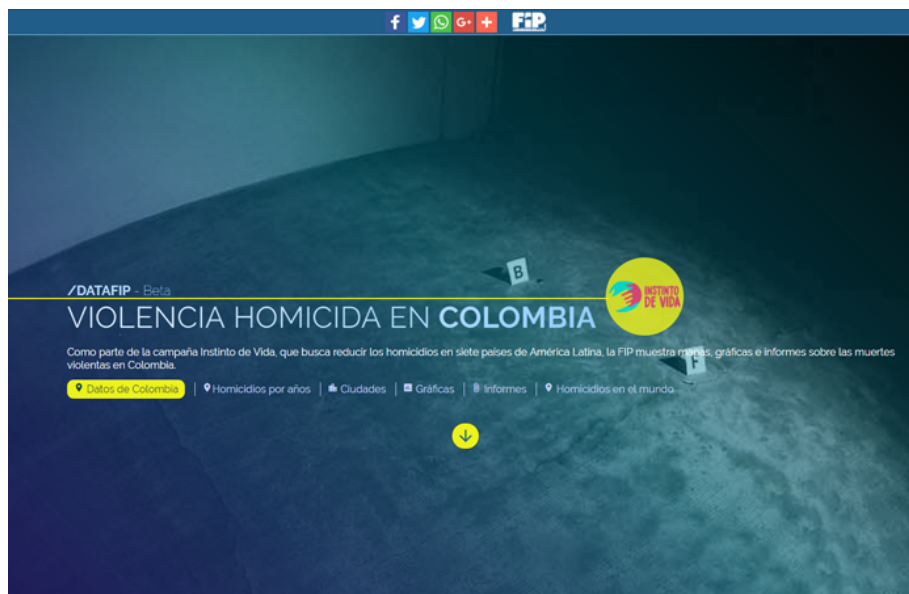 f G+ + FiP
B
/DATAFIP - Beta
INSTINTO
DE VIDA
VIOLENCIA HOMICIDA EN COLOMBIA
Como parte de la campaña Instinto de Vida, que busca reducir los homicidios en siete países de América Latina, la FIP muestra mapas, gráficas e informes sobre las muertes
violentas en Colombia.
F
Datos de Colombia | Homicidios por años | Ciudades | Gráficas | Informes | Homicidios en el mundo